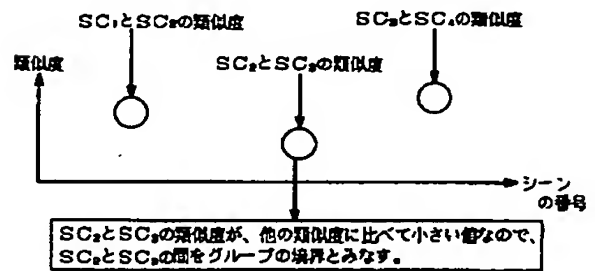 SC₁とSC₂の類似度
SC₃とSC₄の類似度
類似度
SC₂とSC₃の類似度
シーン
の番号
SC₂とSC₃の類似度が、他の類似度に比べて小さい値なので、
SC₂とSC₃の間をグループの境界とみなす。